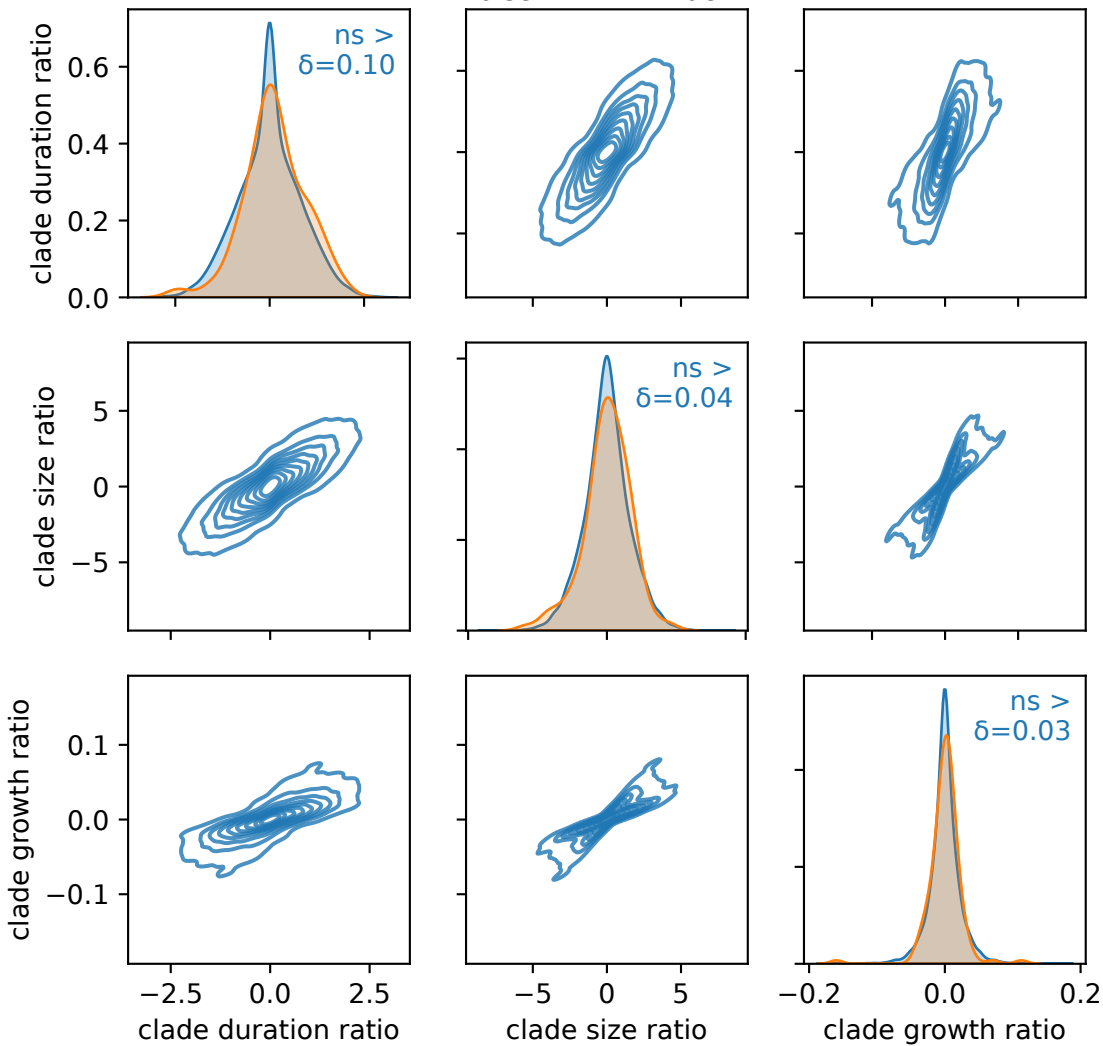 clade duration ratio
0.6
0.4
0.2
0.0
ns >
δ=0.10
clade size ratio
5
0
−5
ns >
δ=0.04
clade growth ratio
0.1
0.0
−0.1
ns >
δ=0.03
−2.5 0.0 2.5
−5 0 5
−0.2 0.0 0.2
clade duration ratio
clade size ratio
clade growth ratio